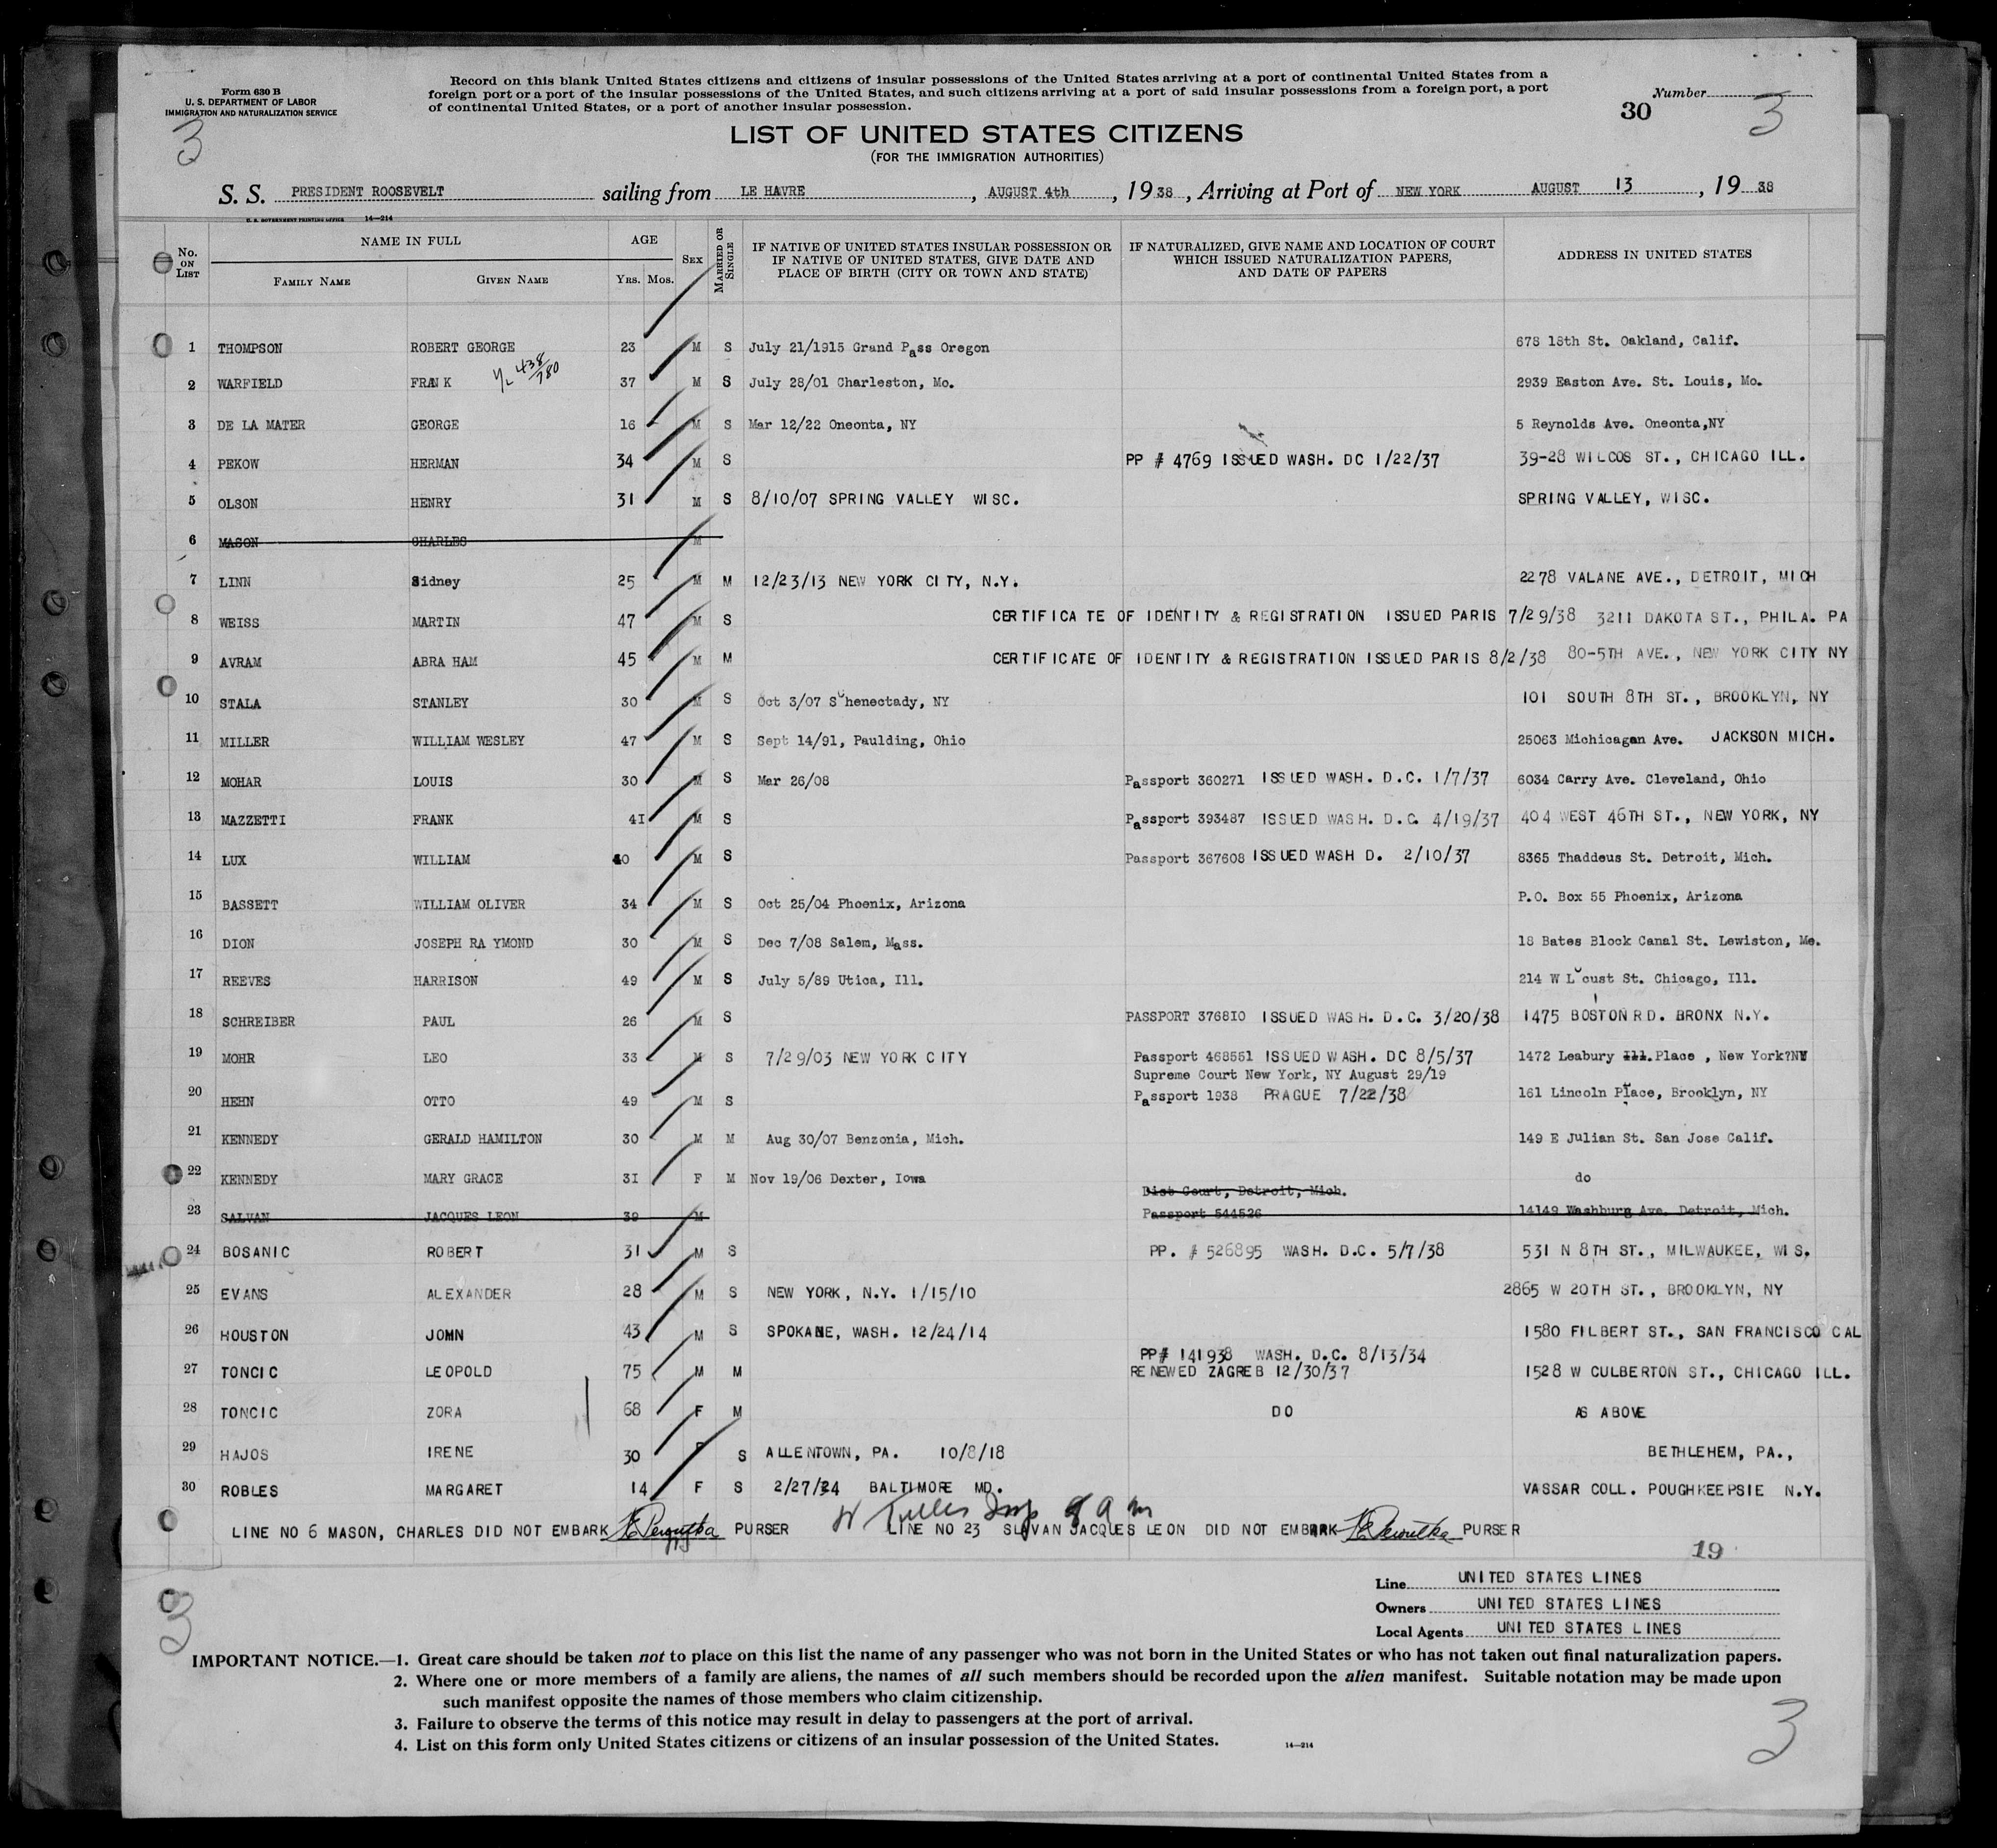 Form 630 B
U. S. DEPARTMENT OF LABOR
IMMIGRATION AND NATURALIZATION SERVICE
3
Record on this blank United States citizens and citizens of insular possessions of the United States arriving at a port of continental United States from a
foreign port or a port of the insular possessions of the United States, and such citizens arriving at a port of said insular possessions from a foreign port, a port
of continental United States, or a port of another insular possession.
30 Number 3
LIST OF UNITED STATES CITIZENS
(FOR THE IMMIGRATION AUTHORITIES)
S. S. PRESIDENT ROOSEVELT sailing from LE HAVRE, AUGUST 4th, 1938, Arriving at Port of NEW YORK AUGUST 13, 1938
U. S. GOVERNMENT PRINTING OFFICE 14—214
No. ON LIST
NAME IN FULL
FAMILY NAME GIVEN NAME
AGE
YRS. MOS.
SEX
MARRIED OR SINGLE
IF NATIVE OF UNITED STATES INSULAR POSSESSION OR
IF NATIVE OF UNITED STATES, GIVE DATE AND
PLACE OF BIRTH (CITY OR TOWN AND STATE)
IF NATURALIZED, GIVE NAME AND LOCATION OF COURT
WHICH ISSUED NATURALIZATION PAPERS,
AND DATE OF PAPERS
ADDRESS IN UNITED STATES
1 THOMPSON ROBERT GEORGE 23 M S July 21/1915 Grand Pass Oregon 678 18th St. Oakland, Calif.
2 WARFIELD FRANK 438/780 37 M S July 28/01 Charleston, Mo. 2939 Easton Ave. St. Louis, Mo.
3 DE LA MATER GEORGE 16 M S Mar 12/22 Oneonta, NY 5 Reynolds Ave. Oneonta,NY
4 PEKOW HERMAN 34 M S PP # 4769 ISSUED WASH. DC 1/22/37 39-28 WILCOS ST., CHICAGO ILL.
5 OLSON HENRY 31 M S 8/10/07 SPRING VALLEY WISC. SPRING VALLEY, WISC.
6 MASON CHARLES M
7 LINN Sidney 25 M M 12/23/13 NEW YORK CITY, N.Y. 2278 VALANE AVE., DETROIT, MICH
8 WEISS MARTIN 47 M S CERTIFICATE OF IDENTITY & REGISTRATION ISSUED PARIS 7/29/38 3211 DAKOTA ST., PHILA. PA
9 AVRAM ABRA HAM 45 M M CERTIFICATE OF IDENTITY & REGISTRATION ISSUED PARIS 8/2/38 80-5TH AVE., NEW YORK CITY NY
10 STALA STANLEY 30 M S Oct 3/07 Schenectady, NY 101 SOUTH 8TH ST., BROOKLYN, NY
11 MILLER WILLIAM WESLEY 47 M S Sept 14/91, Paulding, Ohio 25063 Michicagan Ave. JACKSON MICH.
12 MOHAR LOUIS 30 M S Mar 26/08 Passport 360271 ISSUED WASH. D.C. 1/7/37 6034 Carry Ave. Cleveland, Ohio
13 MAZZETTI FRANK 41 M S Passport 393487 ISSUED WASH. D.C. 4/19/37 404 WEST 46TH ST., NEW YORK, NY
14 LUX WILLIAM 40 M S Passport 367608 ISSUED WASH D. 2/10/37 8365 Thaddeus St. Detroit, Mich.
15 BASSETT WILLIAM OLIVER 34 M S Oct 25/04 Phoenix, Arizona P.O. Box 55 Phoenix, Arizona
16 DION JOSEPH RA YMOND 30 M S Dec 7/08 Salem, Mass. 18 Bates Block Canal St. Lewiston, Me.
17 REEVES HARRISON 49 M S July 5/89 Utica, Ill. 214 W Locust St. Chicago, Ill.
18 SCHREIBER PAUL 26 M S PASSPORT 376810 ISSUED WASH. D.C. 3/20/38 1475 BOSTON RD. BRONX N.Y.
19 MOHR LEO 33 M S 7/29/03 NEW YORK CITY Passport 468551 ISSUED WASH. DC 8/5/37 1472 Leabury Ill. Place , New York?NY
Supreme Court New York, NY August 29/19
20 HEHN OTTO 49 M S Passport 1938 PRAGUE 7/22/38 161 Lincoln Place, Brooklyn, NY
21 KENNEDY GERALD HAMILTON 30 M M Aug 30/07 Benzonia, Mich. 149 E Julian St. San Jose Calif.
22 KENNEDY MARY GRACE 31 F M Nov 19/06 Dexter, Iowa do
Dist Court, Detroit, Mich.
23 SALVAN JACQUES LEON 39 M Passport 544526 14149 Washburg Ave. Detroit, Mich.
24 BOSANIC ROBERT 31 M S PP. # 526895 WASH. D.C. 5/7/38 531 N 8TH ST., MILWAUKEE, WIS.
25 EVANS ALEXANDER 28 M S NEW YORK, N.Y. 1/15/10 2865 W 20TH ST., BROOKLYN, NY
26 HOUSTON JOHN 43 M S SPOKANE, WASH. 12/24/14 1580 FILBERT ST., SAN FRANCISCO CAL
PP# 141938 WASH. D.C. 8/13/34
27 TONCIC LEOPOLD 75 M M RENEWED ZAGREB 12/30/37 1528 W CULBERTON ST., CHICAGO ILL.
28 TONCIC ZORA 68 F M DO AS ABOVE
29 HAJOS IRENE 30 F S ALLENTOWN, PA. 10/8/18 BETHLEHEM, PA.,
30 ROBLES MARGARET 14 F S 2/27/24 BALTIMORE MD. VASSAR COLL. POUGHKEEPSIE N.Y.
LINE NO 6 MASON, CHARLES DID NOT EMBARK PURSER LINE NO 23 SLVAN JACQUES LEON DID NOT EMBARK PURSER
19
Line UNITED STATES LINES
Owners UNITED STATES LINES
Local Agents UNITED STATES LINES
3
IMPORTANT NOTICE.—1. Great care should be taken not to place on this list the name of any passenger who was not born in the United States or who has not taken out final naturalization papers.
2. Where one or more members of a family are aliens, the names of all such members should be recorded upon the alien manifest. Suitable notation may be made upon
such manifest opposite the names of those members who claim citizenship.
3. Failure to observe the terms of this notice may result in delay to passengers at the port of arrival.
4. List on this form only United States citizens or citizens of an insular possession of the United States.
14—214
3